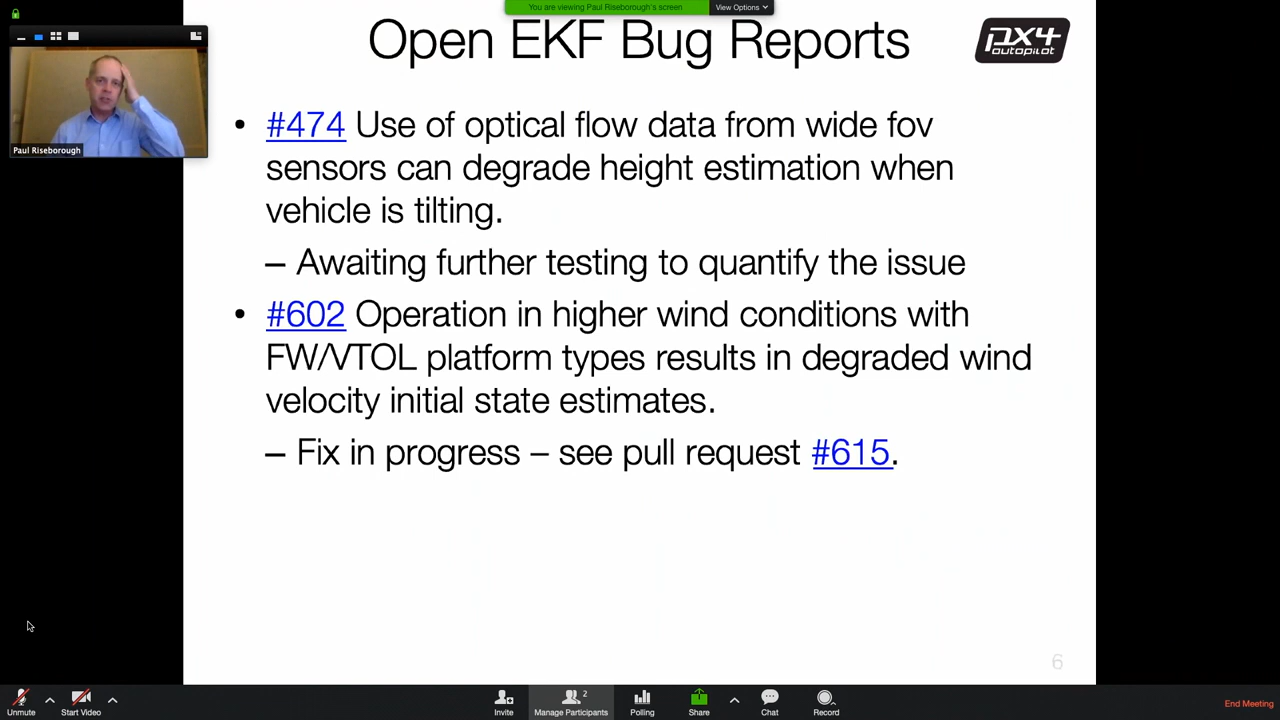 You are viewing Paul Riseborough's screen
View Options
Open EKF Bug Reports
px4
autopilot
Paul Riseborough
• #474 Use of optical flow data from wide fov
sensors can degrade height estimation when
vehicle is tilting.
– Awaiting further testing to quantify the issue
• #602 Operation in higher wind conditions with
FW/VTOL platform types results in degraded wind
velocity initial state estimates.
– Fix in progress – see pull request #615.
6
Unmute
Start Video
Invite
2
Manage Participants
Polling
Share
Chat
Record
End Meeting